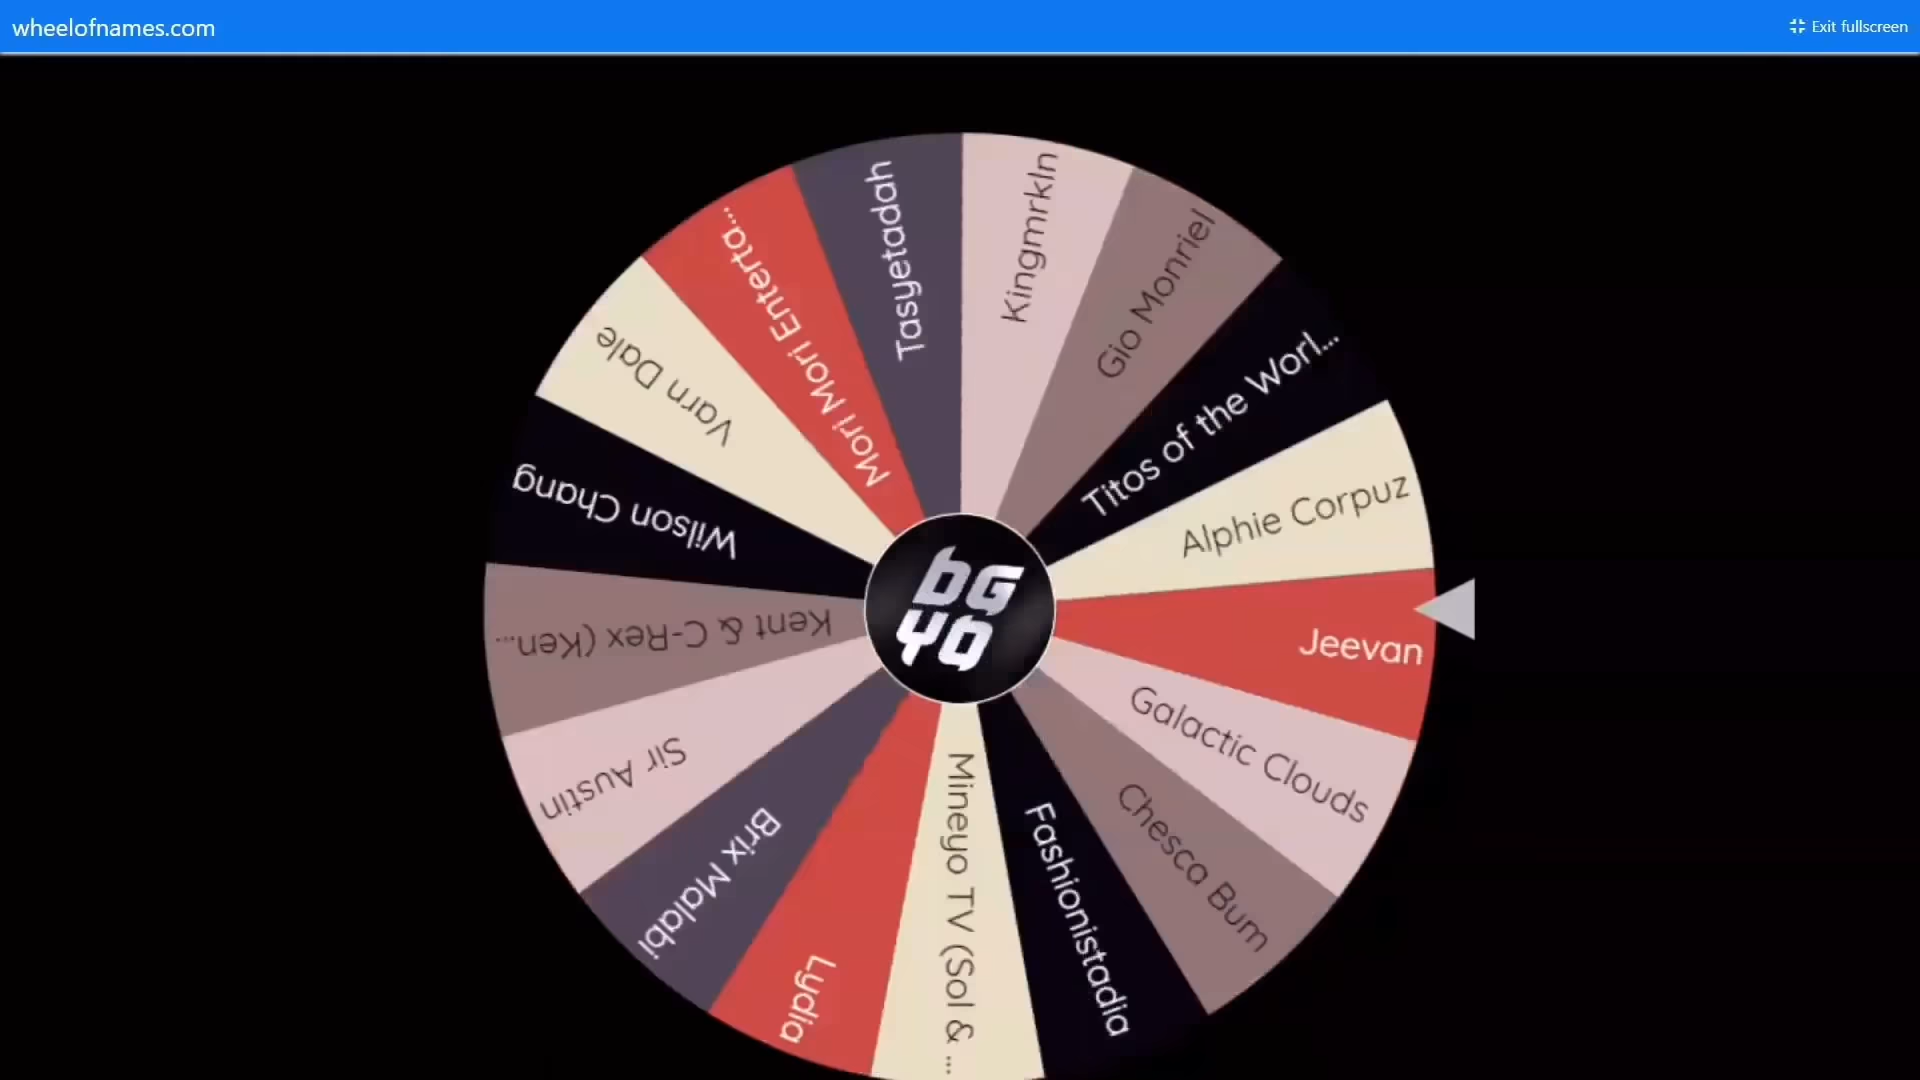 wheelofnames.com
Exit fullscreen
Kingmrkln
Gio Monriel
Titos of the Worl...
Alphie Corpuz
Jeevan
Galactic Clouds
Chesca Bum
Fashionistadia
Mineyo TV (Sol & ...
Lydia
Brix Malabi
Sir Austin
Kent & C-Rex (Ken...
Wilson Chang
Varn Dale
Mori Mori Enterta...
Tasyetadah
BG
YO